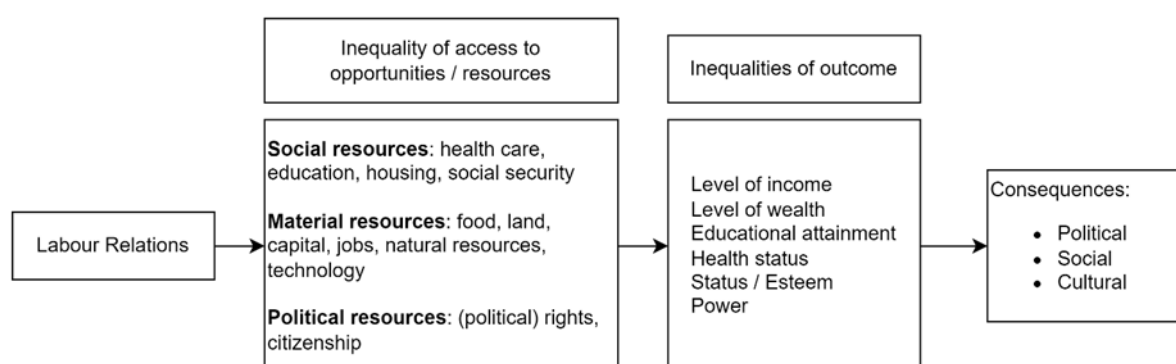 Inequality of access to
opportunities / resources
Inequalities of outcome
Labour Relations
Social resources: health care,
education, housing, social security
Material resources: food, land,
capital, jobs, natural resources,
technology
Political resources: (political) rights,
citizenship
Level of income
Level of wealth
Educational attainment
Health status
Status / Esteem
Power
Consequences:
• Political
• Social
• Cultural